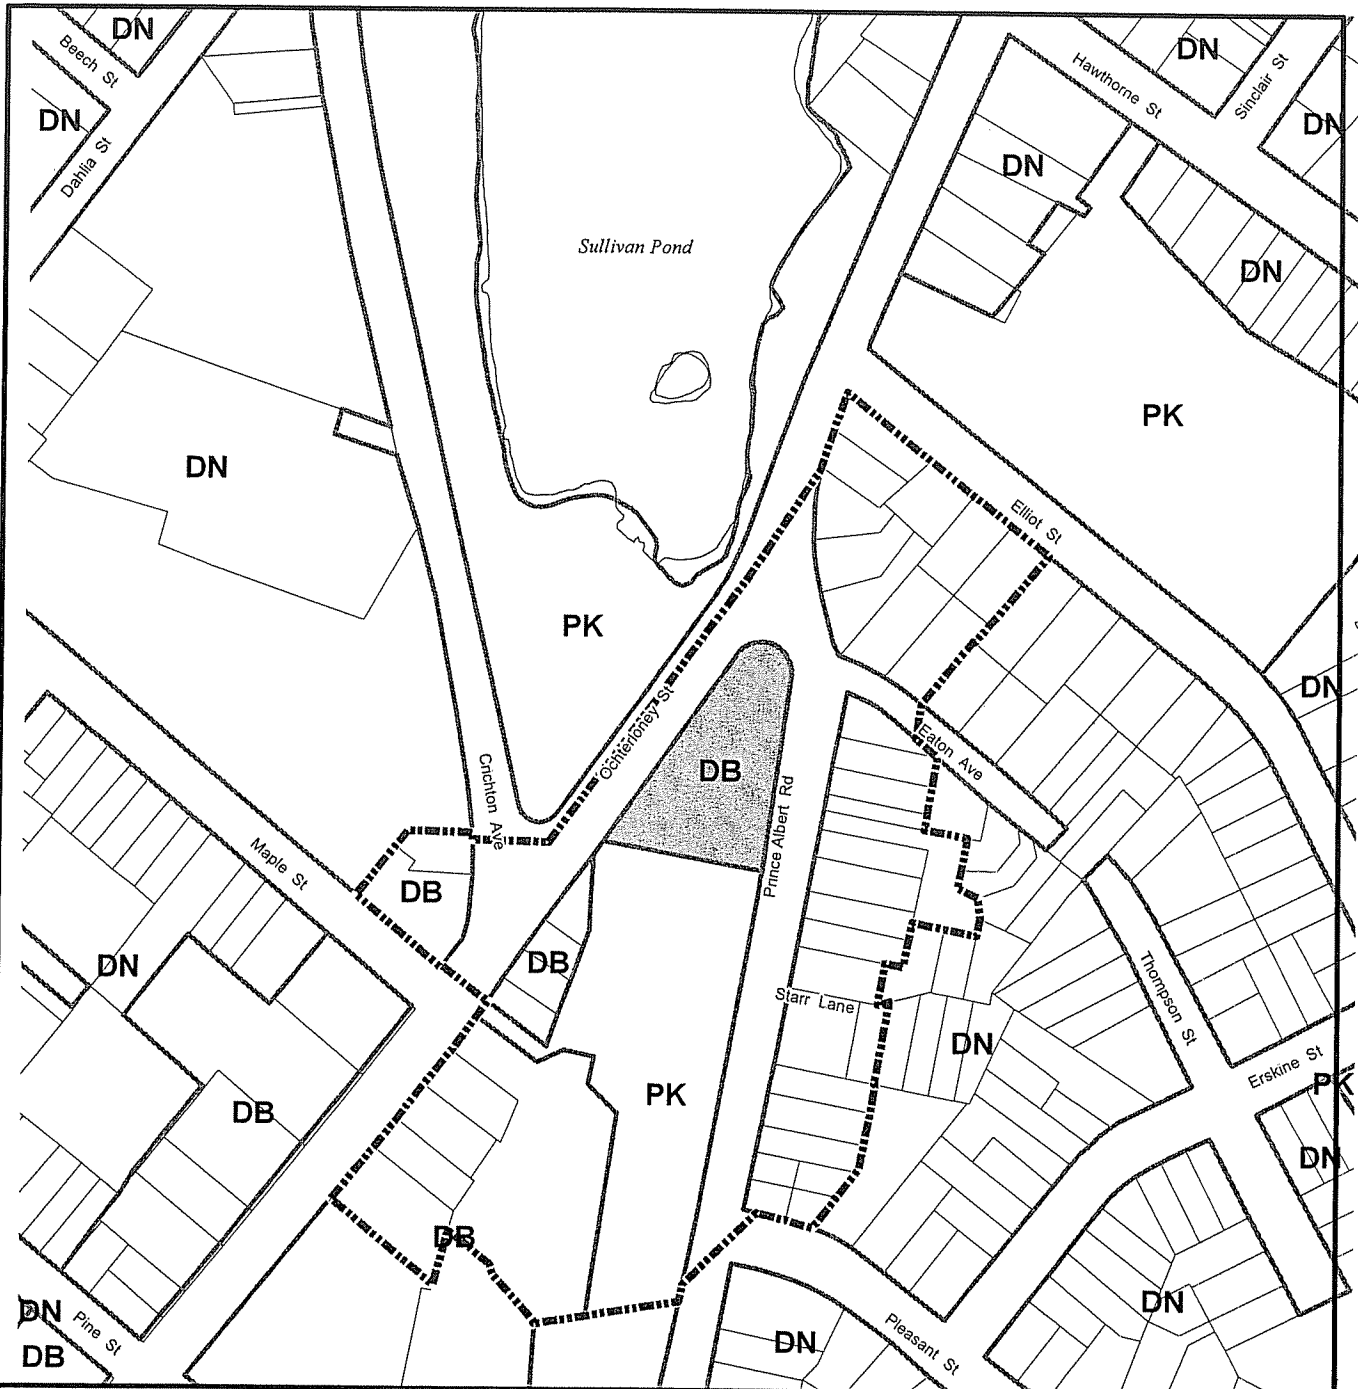 DN
Beech St
DN
Dahlia St
Hawthorne St
DN
Sinclair St
DN
DN
DN
Sullivan Pond
PK
DN
Elliot St
PK
DN
Ochterloney St
DB
Eaton Ave
Crichton Ave
Prince Albert Rd
Maple St
DB
DB
DN
Thompson St
Starr Lane
DN
Erskine St
PK
PK
DB
DN
DB
DN
DN
Pine St
DB
DN
Pleasant St